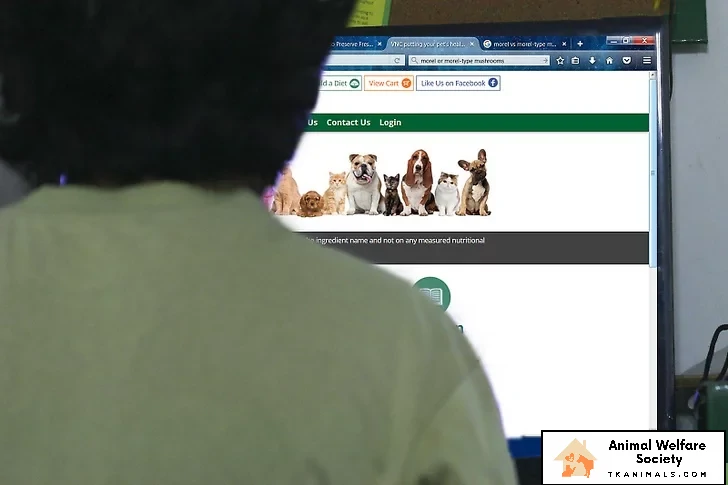 o Preserve Fres...
VNC putting your pet's heal...
morel vs morel-type m...
morel or morel-type mushrooms
d a Diet
View Cart
Like Us on Facebook
Us
Contact Us
Login
ingredient name and not on any measured nutritional
Animal Welfare
Society
TKANIMALS.COM